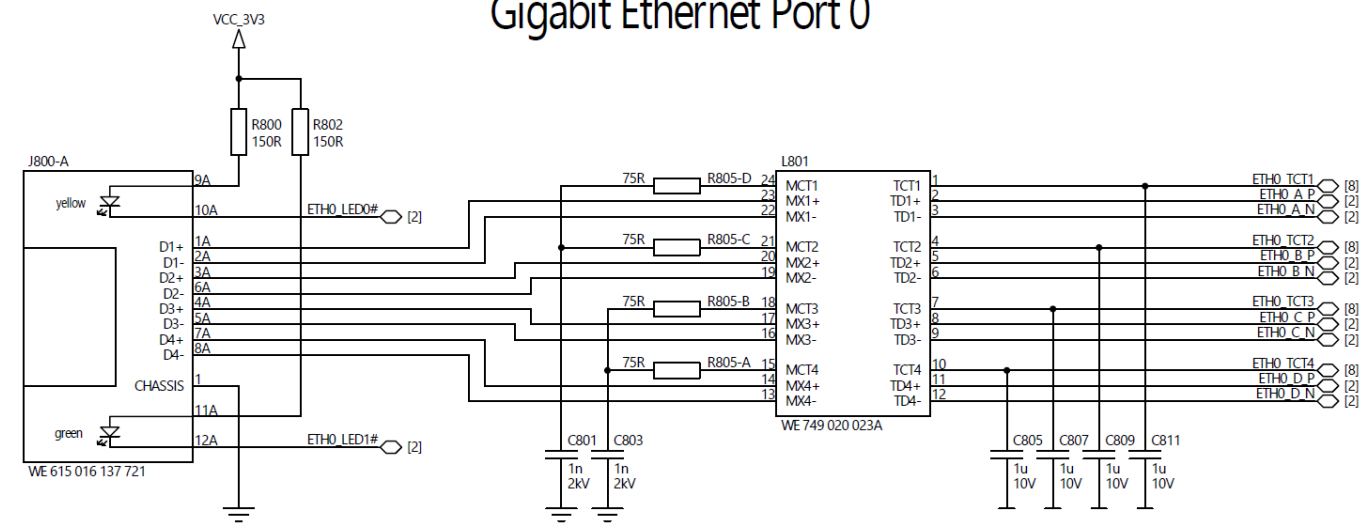 Gigabit Ethernet Port 0
VCC_3V3
R800
150R
R802
150R
J800-A
yellow
9A
10A
ETH0_LED0#
[2]
D1+ 1A
D1- 2A
D2+ 3A
D2- 6A
D3+ 4A
D3- 5A
D4+ 7A
D4- 8A
CHASSIS 1
green
11A
12A
ETH0_LED1#
[2]
WE 615 016 137 721
75R R805-D
75R R805-C
75R R805-B
75R R805-A
C801
1n
2kV
C803
1n
2kV
L801
24 MCT1 TCT1 1 ETH0_TCT1 [8]
23 MX1+ TD1+ 2 ETH0_A_P [2]
22 MX1- TD1- 3 ETH0_A_N [2]
21 MCT2 TCT2 4 ETH0_TCT2 [8]
20 MX2+ TD2+ 5 ETH0_B_P [2]
19 MX2- TD2- 6 ETH0_B_N [2]
18 MCT3 TCT3 7 ETH0_TCT3 [8]
17 MX3+ TD3+ 8 ETH0_C_P [2]
16 MX3- TD3- 9 ETH0_C_N [2]
15 MCT4 TCT4 10 ETH0_TCT4 [8]
14 MX4+ TD4+ 11 ETH0_D_P [2]
13 MX4- TD4- 12 ETH0_D_N [2]
WE 749 020 023A
C805
1u
10V
C807
1u
10V
C809
1u
10V
C811
1u
10V